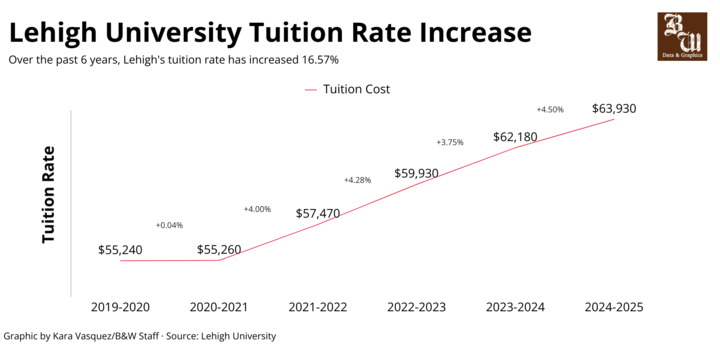 Lehigh University Tuition Rate Increase
Over the past 6 years, Lehigh's tuition rate has increased 16.57%
B
W
Data & Graphics
Tuition Cost
Tuition Rate
$55,240
+0.04%
$55,260
+4.00%
$57,470
+4.28%
$59,930
+3.75%
$62,180
+4.50%
$63,930
2019-2020 2020-2021 2021-2022 2022-2023 2023-2024 2024-2025
Graphic by Kara Vasquez/B&W Staff · Source: Lehigh University